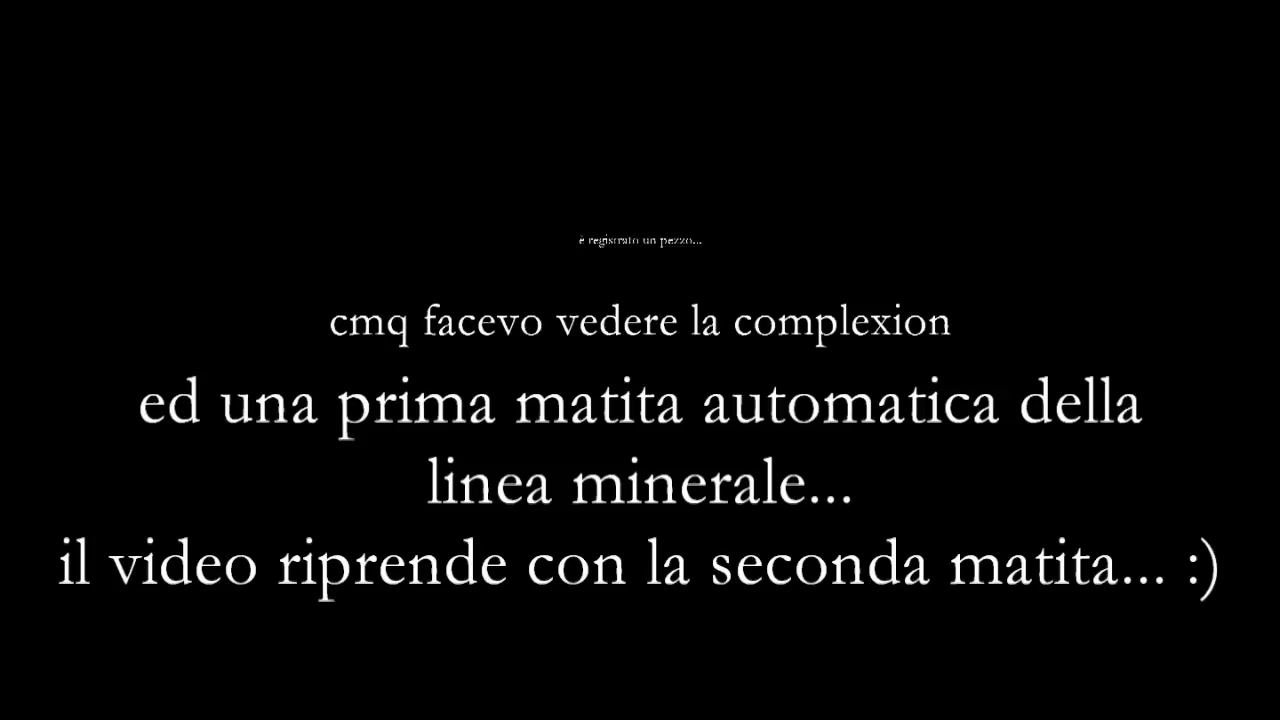 è registrato un pezzo...
cmq facevo vedere la complexion
ed una prima matita automatica della
linea minerale...
il video riprende con la seconda matita... :)